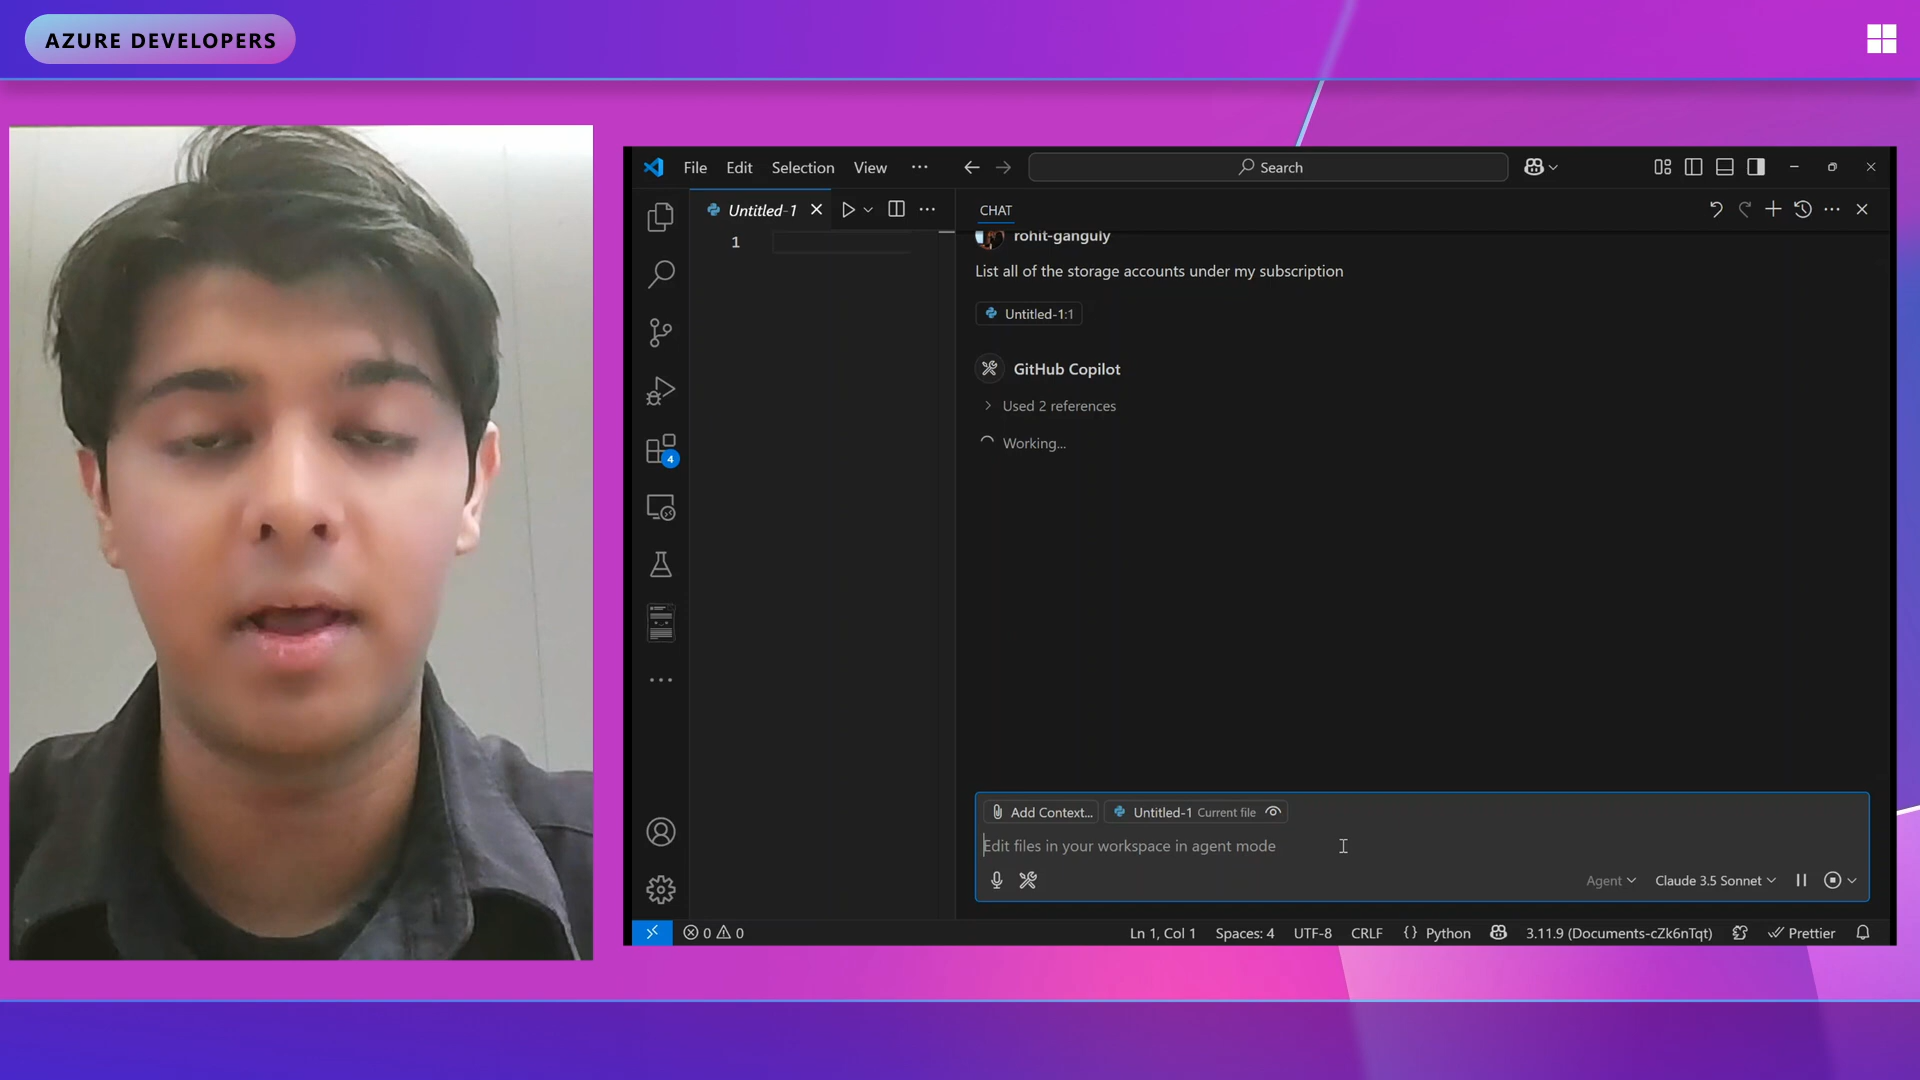 AZURE DEVELOPERS
File Edit Selection View
Search
Untitled-1
CHAT
1
rohit-ganguly
List all of the storage accounts under my subscription
Untitled-1:1
GitHub Copilot
Used 2 references
Working...
4
Add Context...
Untitled-1 Current file
Edit files in your workspace in agent mode
Agent
Claude 3.5 Sonnet
0 0
Ln 1, Col 1
Spaces: 4
UTF-8
CRLF
{} Python
3.11.9 (Documents-cZk6nTqt)
Prettier